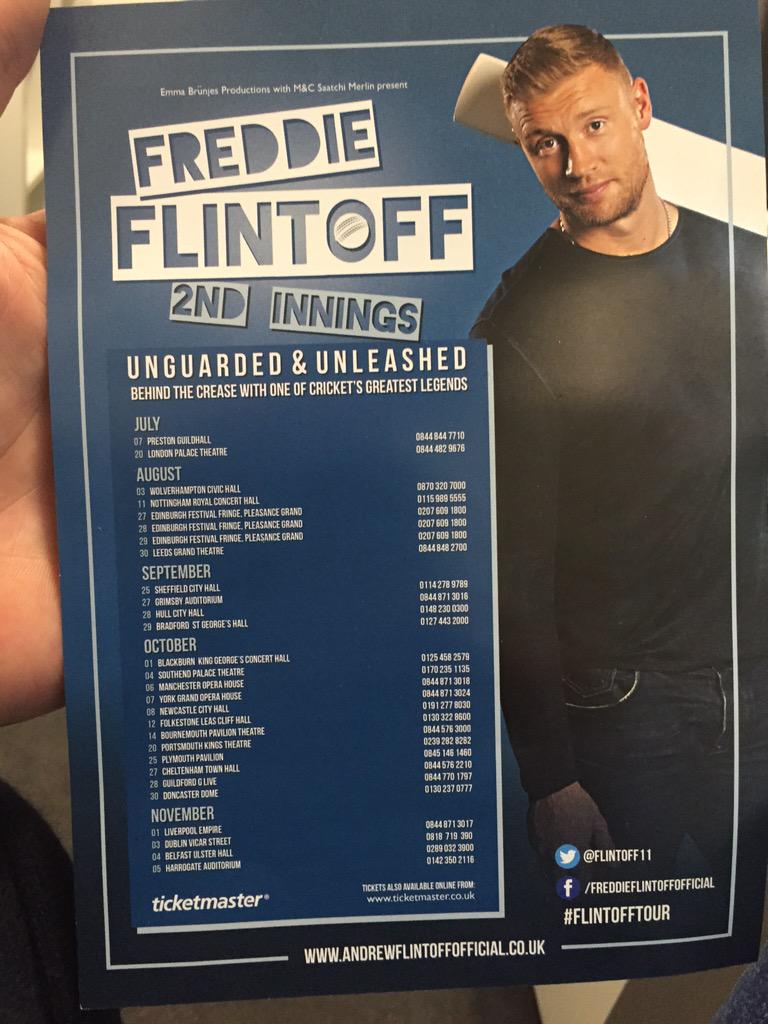 Emma Brünjes Productions with M&C Saatchi Merlin present
FREDDIE
FLINTOFF
2ND INNINGS
UNGUARDED & UNLEASHED
BEHIND THE CREASE WITH ONE OF CRICKET'S GREATEST LEGENDS
JULY
07 PRESTON GUILDHALL 0844 844 7710
20 LONDON PALACE THEATRE 0844 482 9676
AUGUST
03 WOLVERHAMPTON CIVIC HALL 0870 320 7000
11 NOTTINGHAM ROYAL CONCERT HALL 0115 989 5555
27 EDINBURGH FESTIVAL FRINGE, PLEASANCE GRAND 0207 609 1800
28 EDINBURGH FESTIVAL FRINGE, PLEASANCE GRAND 0207 609 1800
29 EDINBURGH FESTIVAL FRINGE, PLEASANCE GRAND 0207 609 1800
30 LEEDS GRAND THEATRE 0844 848 2700
SEPTEMBER
25 SHEFFIELD CITY HALL 0114 278 9789
27 GRIMSBY AUDITORIUM 0844 871 3016
28 HULL CITY HALL 0148 230 0300
29 BRADFORD ST GEORGE'S HALL 0127 443 2000
OCTOBER
01 BLACKBURN KING GEORGE'S CONCERT HALL 0125 458 2579
04 SOUTHEND PALACE THEATRE 0170 235 1135
06 MANCHESTER OPERA HOUSE 0844 871 3018
07 YORK GRAND OPERA HOUSE 0844 871 3024
08 NEWCASTLE CITY HALL 0191 277 8030
12 FOLKESTONE LEAS CLIFF HALL 0130 322 8600
14 BOURNEMOUTH PAVILION THEATRE 0844 576 3000
20 PORTSMOUTH KINGS THEATRE 0239 282 8282
25 PLYMOUTH PAVILION 0845 146 1460
27 CHELTENHAM TOWN HALL 0844 576 2210
28 GUILDFORD G LIVE 0844 770 1797
30 DONCASTER DOME 0130 237 0777
NOVEMBER
01 LIVERPOOL EMPIRE 0844 871 3017
03 DUBLIN VICAR STREET 0818 719 390
04 BELFAST ULSTER HALL 0289 032 3900
05 HARROGATE AUDITORIUM 0142 350 2116
ticketmaster®
TICKETS ALSO AVAILABLE ONLINE FROM:
www.ticketmaster.co.uk
@FLINTOFF11
/FREDDIEFLINTOFFOFFICIAL
#FLINTOFFTOUR
WWW.ANDREWFLINTOFFOFFICIAL.CO.UK